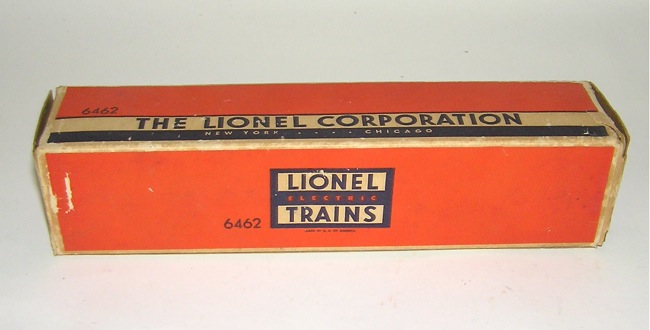 6462
THE LIONEL CORPORATION
NEW YORK · · · · CHICAGO
LIONEL
ELECTRIC
TRAINS
6462